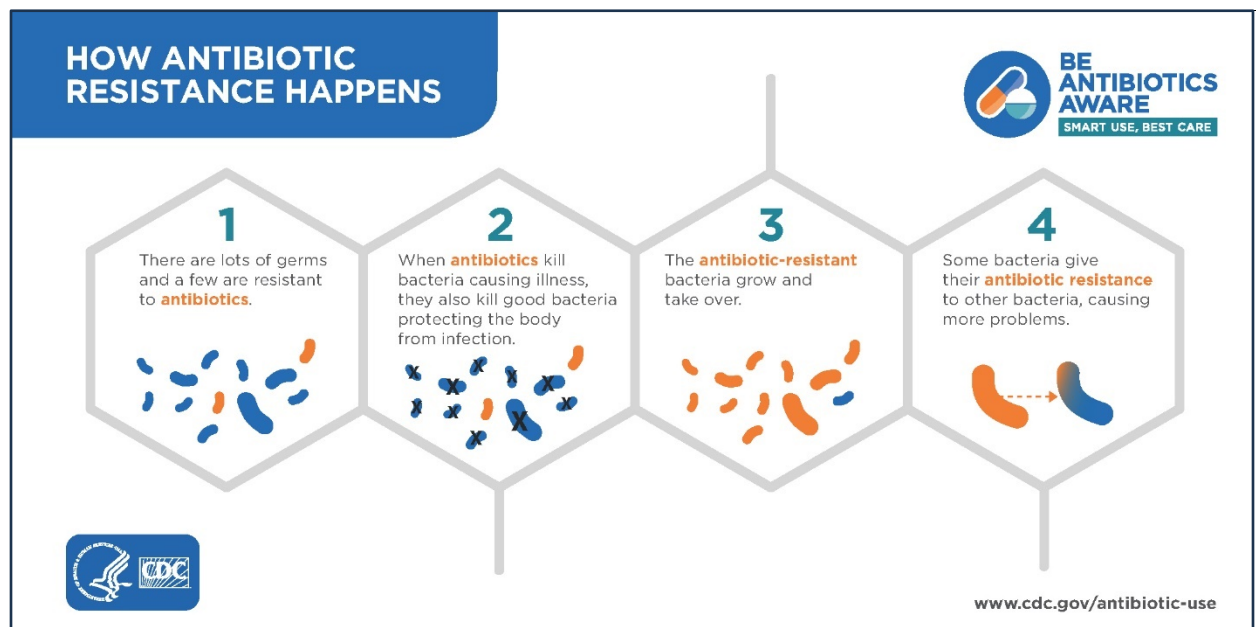 HOW ANTIBIOTIC
RESISTANCE HAPPENS
BE
ANTIBIOTICS
AWARE
SMART USE, BEST CARE
1
There are lots of germs
and a few are resistant
to antibiotics.
2
When antibiotics kill
bacteria causing illness,
they also kill good bacteria
protecting the body
from infection.
X X X X X X X X X X
3
The antibiotic-resistant
bacteria grow and
take over.
4
Some bacteria give
their antibiotic resistance
to other bacteria, causing
more problems.
CDC
www.cdc.gov/antibiotic-use